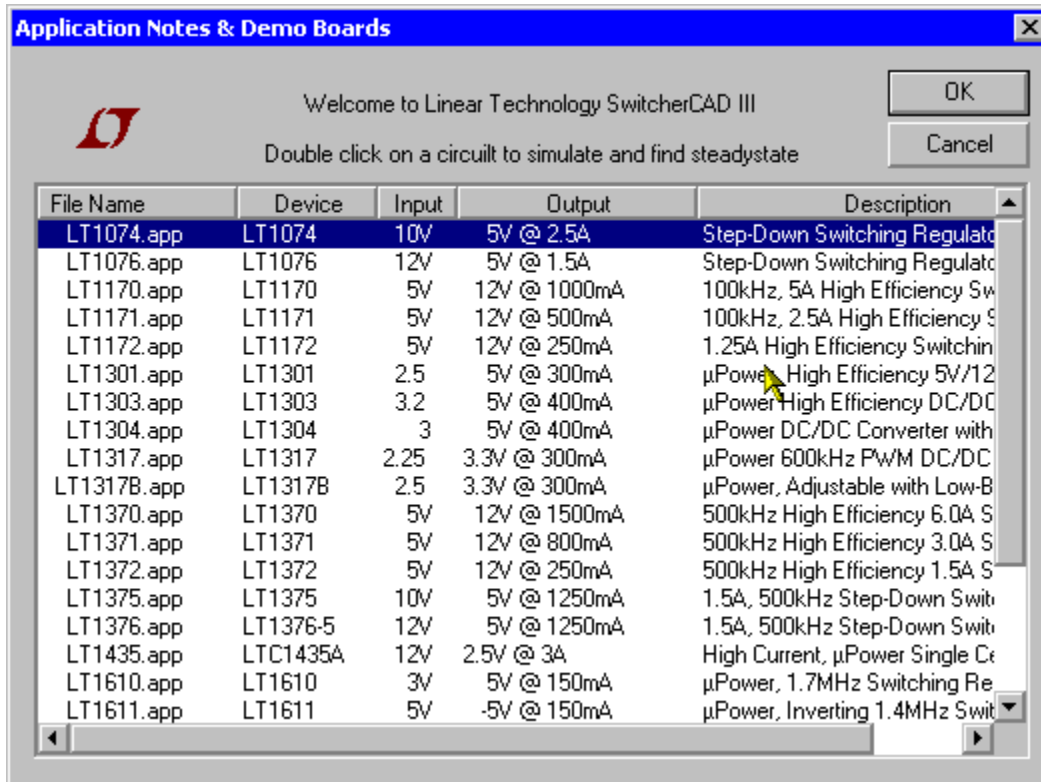 Application Notes & Demo Boards
OK
Welcome to Linear Technology SwitcherCAD III
Cancel
Double click on a circuilt to simulate and find steadystate
File Name Device Input Output Description
LT1074.app LT1074 10V 5V @ 2.5A Step-Down Switching Regulato
LT1076.app LT1076 12V 5V @ 1.5A Step-Down Switching Regulato
LT1170.app LT1170 5V 12V @ 1000mA 100kHz, 5A High Efficiency Sw
LT1171.app LT1171 5V 12V @ 500mA 100kHz, 2.5A High Efficiency S
LT1172.app LT1172 5V 12V @ 250mA 1.25A High Efficiency Switchin
LT1301.app LT1301 2.5 5V @ 300mA µPower, High Efficiency 5V/12
LT1303.app LT1303 3.2 5V @ 400mA µPower High Efficiency DC/DC
LT1304.app LT1304 3 5V @ 400mA µPower DC/DC Converter with
LT1317.app LT1317 2.25 3.3V @ 300mA µPower 600kHz PWM DC/DC
LT1317B.app LT1317B 2.5 3.3V @ 300mA µPower, Adjustable with Low-B
LT1370.app LT1370 5V 12V @ 1500mA 500kHz High Efficiency 6.0A S
LT1371.app LT1371 5V 12V @ 800mA 500kHz High Efficiency 3.0A S
LT1372.app LT1372 5V 12V @ 250mA 500kHz High Efficiency 1.5A S
LT1375.app LT1375 10V 5V @ 1250mA 1.5A, 500kHz Step-Down Switc
LT1376.app LT1376-5 12V 5V @ 1250mA 1.5A, 500kHz Step-Down Switc
LT1435.app LTC1435A 12V 2.5V @ 3A High Current, µPower Single Ce
LT1610.app LT1610 3V 5V @ 150mA µPower, 1.7MHz Switching Re
LT1611.app LT1611 5V -5V @ 150mA µPower, Inverting 1.4MHz Swit